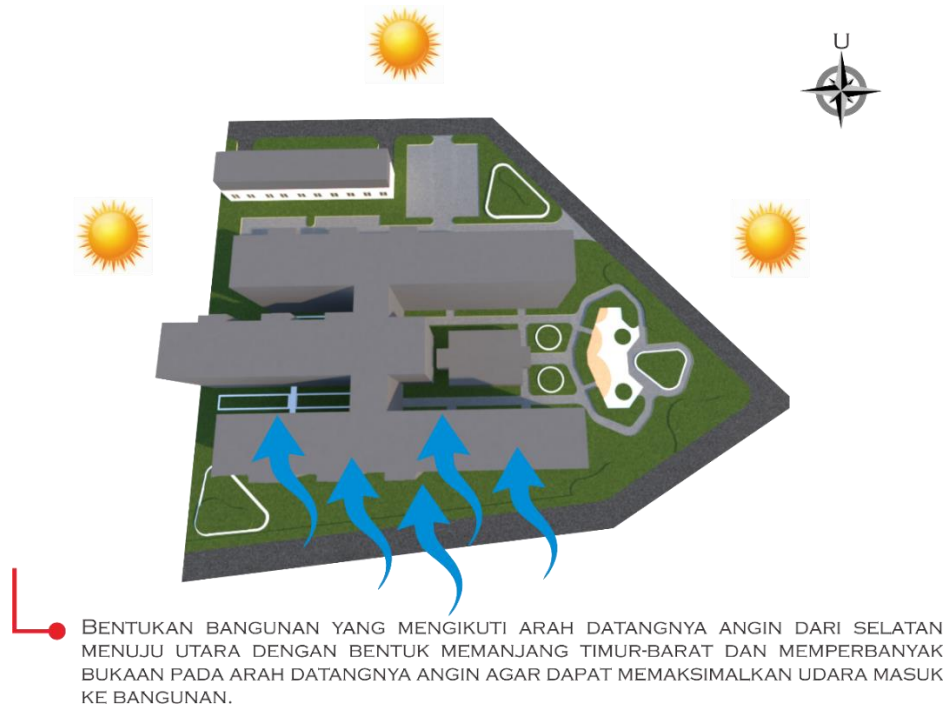 U
BENTUKAN BANGUNAN YANG MENGIKUTI ARAH DATANGNYA ANGIN DARI SELATAN
MENUJU UTARA DENGAN BENTUK MEMANJANG TIMUR-BARAT DAN MEMPERBANYAK
BUKAAN PADA ARAH DATANGNYA ANGIN AGAR DAPAT MEMAKSIMALKAN UDARA MASUK
KE BANGUNAN.